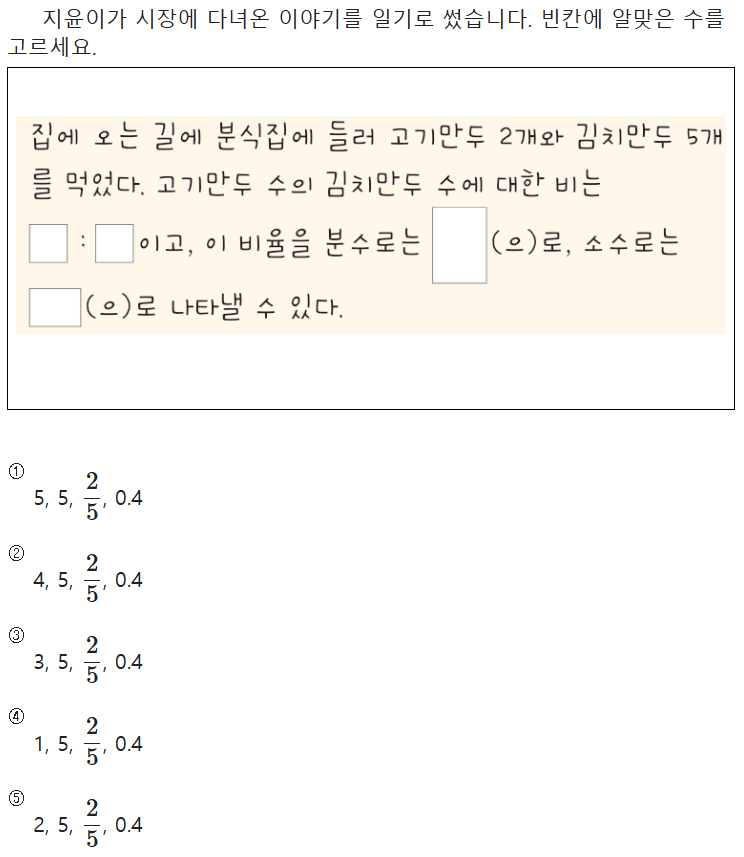 지윤이가 시장에 다녀온 이야기를 일기로 썼습니다. 빈칸에 알맞은 수를
고르세요.
집에 오는 길에 분식집에 들러 고기만두 2개와 김치만두 5개
를 먹었다. 고기만두 수의 김치만두 수에 대한 비는
□ : □ 이고, 이 비율을 분수로는 □ (으)로, 소수로는
□ (으)로 나타낼 수 있다.
①
5, 5, 2/5, 0.4
②
4, 5, 2/5, 0.4
③
3, 5, 2/5, 0.4
④
1, 5, 2/5, 0.4
⑤
2, 5, 2/5, 0.4